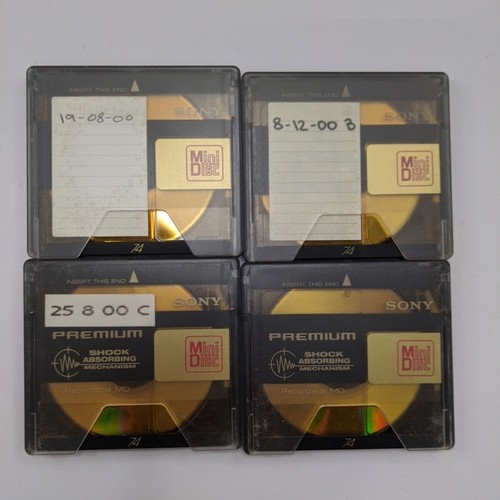 INSERT THIS END
SONY
19-08-00
Mini
Disc
74
INSERT THIS END
SONY
8-12-00 B
Mini
Disc
74
INSERT THIS END
SONY
25 8 00 C
PREMIUM
SHOCK
ABSORBING
MECHANISM
Mini
Disc
74
INSERT THIS END
SONY
PREMIUM
SHOCK
ABSORBING
MECHANISM
Mini
Disc
Recordable MD
74